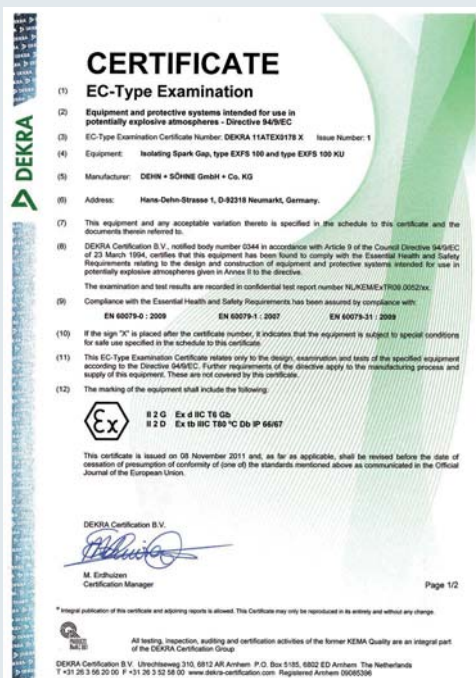 CERTIFICATE
(1) EC-Type Examination
(2) Equipment and protective systems intended for use in
potentially explosive atmospheres - Directive 94/9/EC
(3) EC-Type Examination Certificate Number: DEKRA 11ATEX0178 X Issue Number: 1
(4) Equipment: Isolating Spark Gap, type EXFS 100 and type EXFS 100 KU
(5) Manufacturer: DEHN + SÖHNE GmbH + Co. KG
(6) Address: Hans-Dehn-Strasse 1, D-92318 Neumarkt, Germany.
(7) This equipment and any acceptable variation thereto is specified in the schedule to this certificate and the
documents therein referred to.
(8) DEKRA Certification B.V., notified body number 0344 in accordance with Article 9 of the Council Directive 94/9/EC
of 23 March 1994, certifies that this equipment has been found to comply with the Essential Health and Safety
Requirements relating to the design and construction of equipment and protective systems intended for use in
potentially explosive atmospheres given in Annex II to the directive.
The examination and test results are recorded in confidential test report number NL/KEM/ExTR09.0052/xx.
(9) Compliance with the Essential Health and Safety Requirements has been assured by compliance with:
EN 60079-0 : 2009 EN 60079-1 : 2007 EN 60079-31 : 2009
(10) If the sign "X" is placed after the certificate number, it indicates that the equipment is subject to special conditions
for safe use specified in the schedule to this certificate.
(11) This EC-Type Examination Certificate relates only to the design, examination and tests of the specified equipment
according to the Directive 94/9/EC. Further requirements of the directive apply to the manufacturing process and
supply of this equipment. These are not covered by this certificate.
(12) The marking of the equipment shall include the following:
Ex
II 2 G Ex d IIC T6 Gb
II 2 D Ex tb IIIC T80 °C Db IP 66/67
This certificate is issued on 08 November 2011 and, as far as applicable, shall be revised before the date of
cessation of presumption of conformity of (one of) the standards mentioned above as communicated in the Official
Journal of the European Union.
DEKRA Certification B.V.
M. Erdhuizen
Certification Manager
Page 1/2
* Integral publication of this certificate and adjoining reports is allowed. This Certificate may only be reproduced in its entirety and without any change.
All testing, inspection, auditing and certification activities of the former KEMA Quality are an integral part
of the DEKRA Certification Group
DEKRA Certification B.V. Utrechtseweg 310, 6812 AR Arnhem P.O. Box 5185, 6802 ED Arnhem The Netherlands
T +31 26 3 56 20 00 F +31 26 3 52 58 00 www.dekra-certification.com Registered Arnhem 09085396
DEKRA